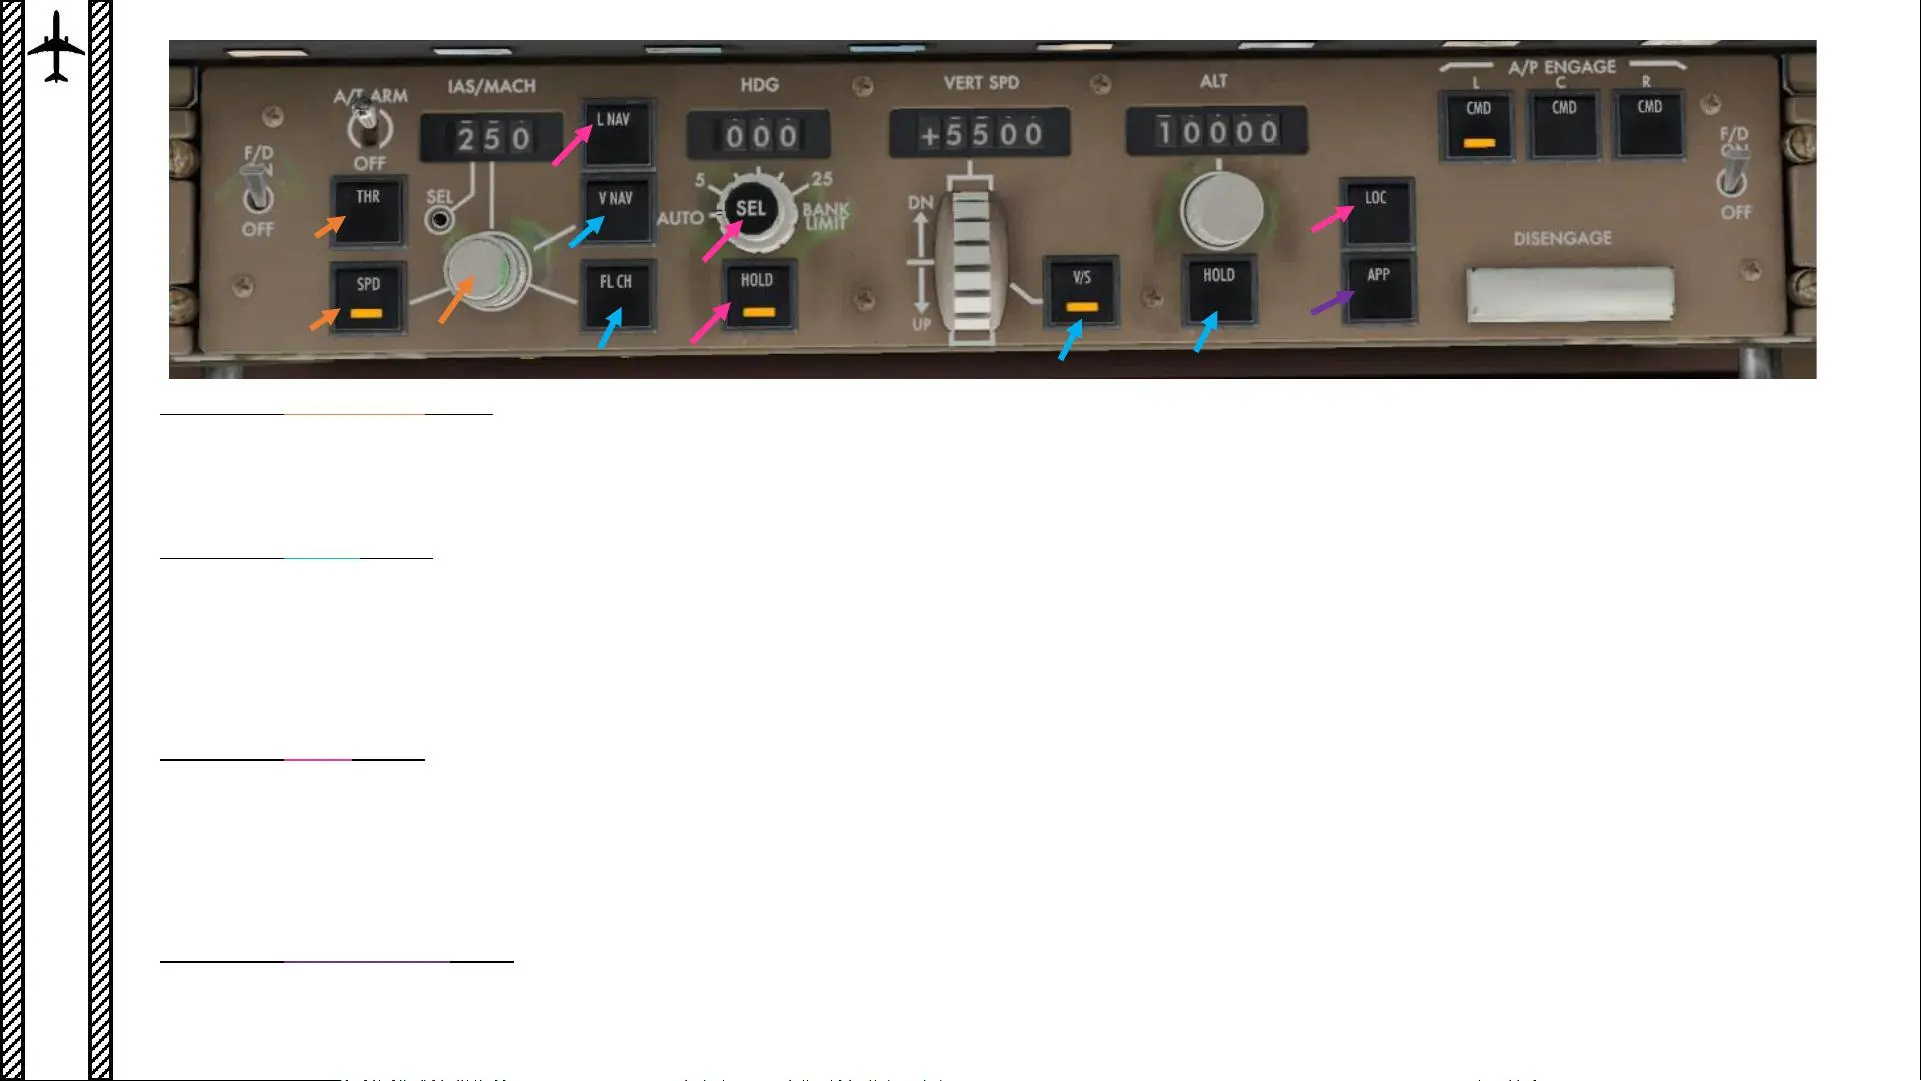 A/T ARM
OFF
F/D
ON
OFF
THR
SPD
IAS/MACH
250
SEL
L NAV
V NAV
FL CH
HDG
000
5
25
AUTO
SEL
BANK
LIMIT
HOLD
VERT SPD
+5500
DN
UP
V/S
ALT
10000
HOLD
LOC
APP
A/P ENGAGE
L C R
CMD CMD CMD
DISENGAGE
F/D
ON
OFF